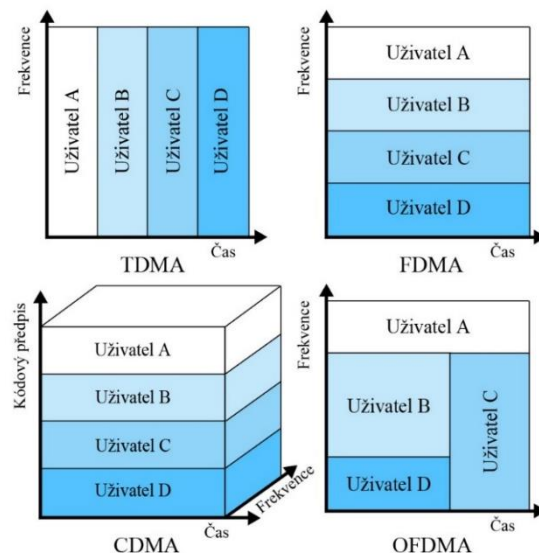 Frekvence
Uživatel A
Uživatel B
Uživatel C
Uživatel D
Čas
TDMA
Frekvence
Uživatel A
Uživatel B
Uživatel C
Uživatel D
Čas
FDMA
Kódový předpis
Uživatel A
Uživatel B
Uživatel C
Uživatel D
Frekvence
Čas
CDMA
Frekvence
Uživatel A
Uživatel B
Uživatel C
Uživatel D
Čas
OFDMA